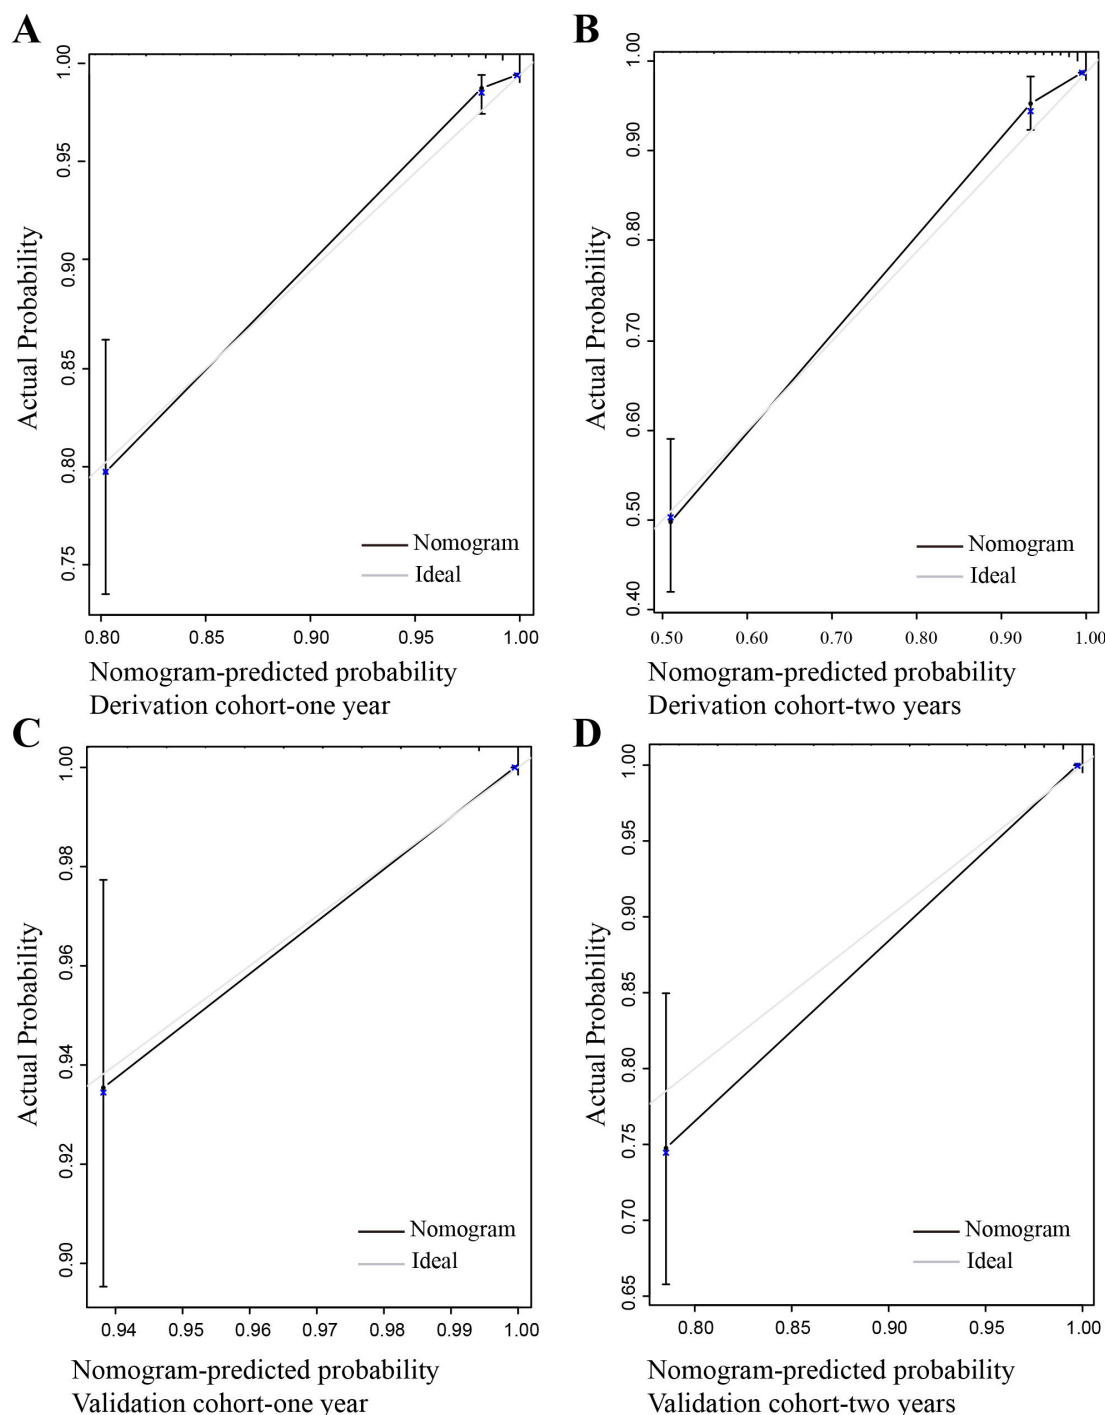 A
B
1.00
0.95
0.90
0.85
0.80
0.75
Actual Probability
Nomogram
Ideal
0.80 0.85 0.90 0.95 1.00
Nomogram-predicted probability
Derivation cohort-one year
1.00
0.90
0.80
0.70
0.60
0.50
0.40
Actual Probability
Nomogram
Ideal
0.50 0.60 0.70 0.80 0.90 1.00
Nomogram-predicted probability
Derivation cohort-two years
C
D
1.00
0.98
0.96
0.94
0.92
0.90
Actual Probability
Nomogram
Ideal
0.94 0.95 0.96 0.97 0.98 0.99 1.00
Nomogram-predicted probability
Validation cohort-one year
1.00
0.95
0.90
0.85
0.80
0.75
0.70
0.65
Actual Probability
Nomogram
Ideal
0.80 0.85 0.90 0.95 1.00
Nomogram-predicted probability
Validation cohort-two years